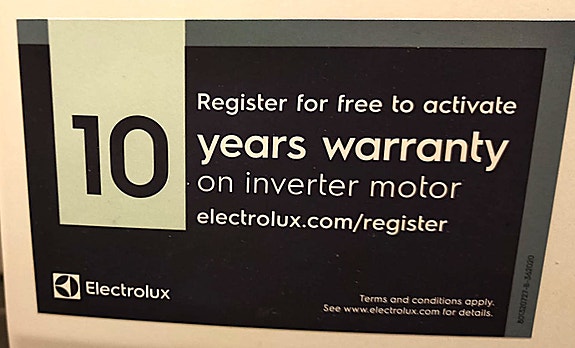 10
Register for free to activate
years warranty
on inverter motor
electrolux.com/register
Electrolux
Terms and conditions apply.
See www.electrolux.com for details.